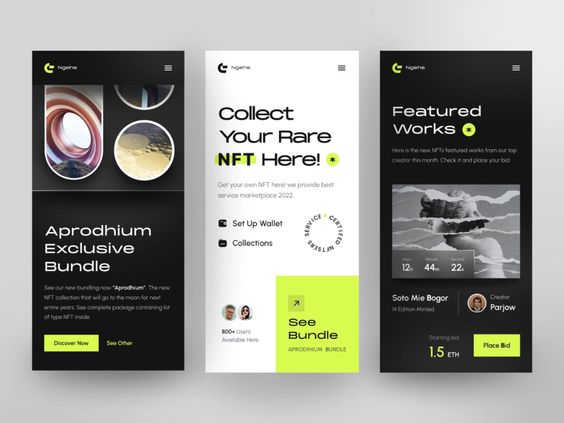 Ngehe
Aprodhium
Exclusive
Bundle
See our new bundling now "Aprodhium". The new
NFT collection that will go to the moon for next
entire years. See complete package containing lot
of type NFT inside.
Discover Now
See Other
Ngehe
Collect
Your Rare
NFT Here!
Get your own NFT here! we provide best
service marketplace 2022.
Set Up Wallet
Collections
CERTIFIED NFTSERS SERVICE
800+ Users
Available Here
See
Bundle
APRODIHIUM BUNDLE
Ngehe
Featured
Works
Here is the new NFTs featured works from our top
creator this month. Check it and place your bid.
Hour
Minute
Second
12h
44m
22s
Soto Mie Bogor
14 Edition Minted
Creator
Parjow
Starting bid
1.5 ETH
Place Bid